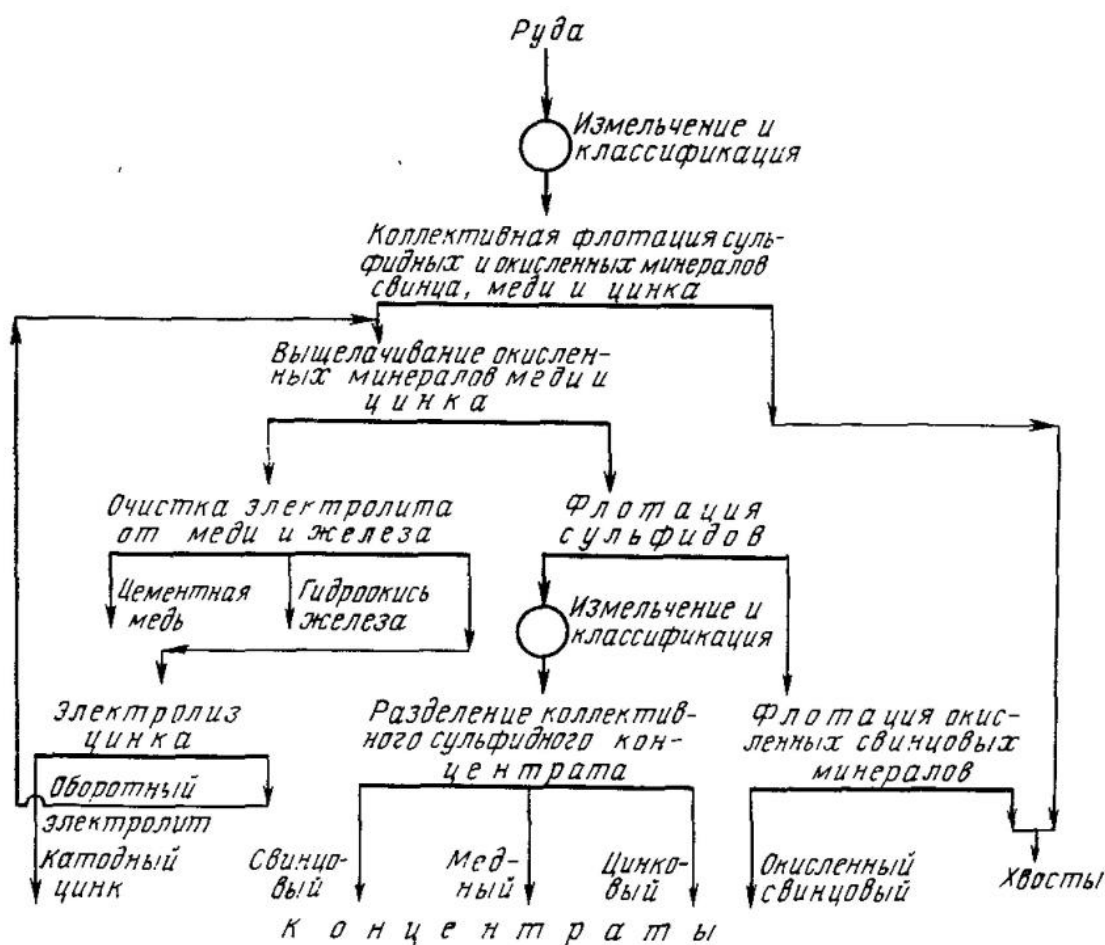 Руда
Измельчение и
классификация
Коллективная флотация суль-
фидных и окисленных минералов
свинца, меди и цинка
Выщелачивание окислен-
ных минералов меди и
цинка
Очистка электролита
от меди и железа
Флотация
сульфидов
Цементная
медь
Гидроокись
железа
Измельчение и
классификация
Электролиз
цинка
Разделение коллектив-
ного сульфидного кон-
центрата
Флотация окис-
ленных свинцовых
минералов
Оборотный
электролит
Катодный
цинк
Свинцо-
вый
Мед-
ный
Цинко-
вый
Окисленный
свинцовый
Хвосты
Концентраты